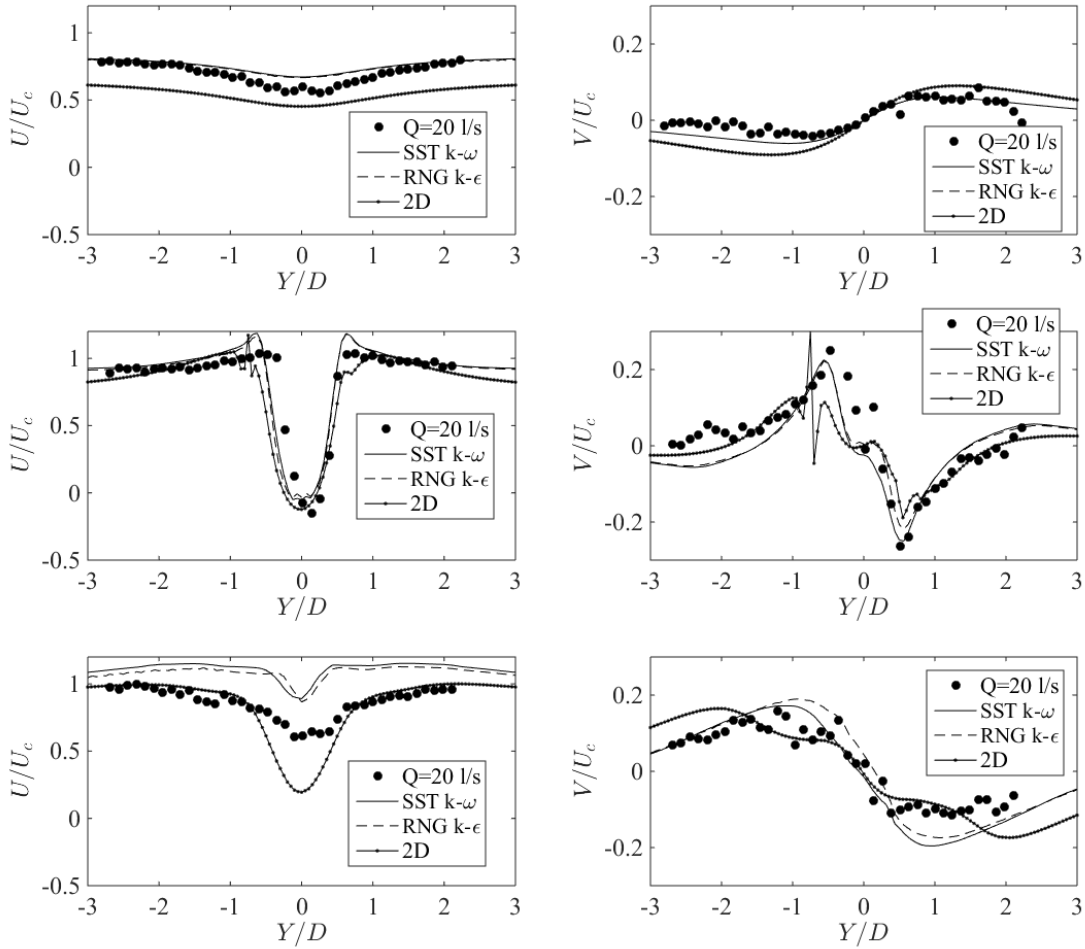 1
0.5
0
-0.5
U/U_c
-3 -2 -1 0 1 2 3
Y/D
Q=20 l/s
SST k-ω
RNG k-ϵ
2D
0.2
0
-0.2
V/U_c
-3 -2 -1 0 1 2 3
Y/D
Q=20 l/s
SST k-ω
RNG k-ϵ
2D
1
0.5
0
-0.5
U/U_c
-3 -2 -1 0 1 2 3
Y/D
Q=20 l/s
SST k-ω
RNG k-ϵ
2D
0.2
0
-0.2
V/U_c
-3 -2 -1 0 1 2 3
Y/D
Q=20 l/s
SST k-ω
RNG k-ϵ
2D
1
0.5
0
-0.5
U/U_c
-3 -2 -1 0 1 2 3
Y/D
Q=20 l/s
SST k-ω
RNG k-ϵ
2D
0.2
0
-0.2
V/U_c
-3 -2 -1 0 1 2 3
Y/D
Q=20 l/s
SST k-ω
RNG k-ϵ
2D